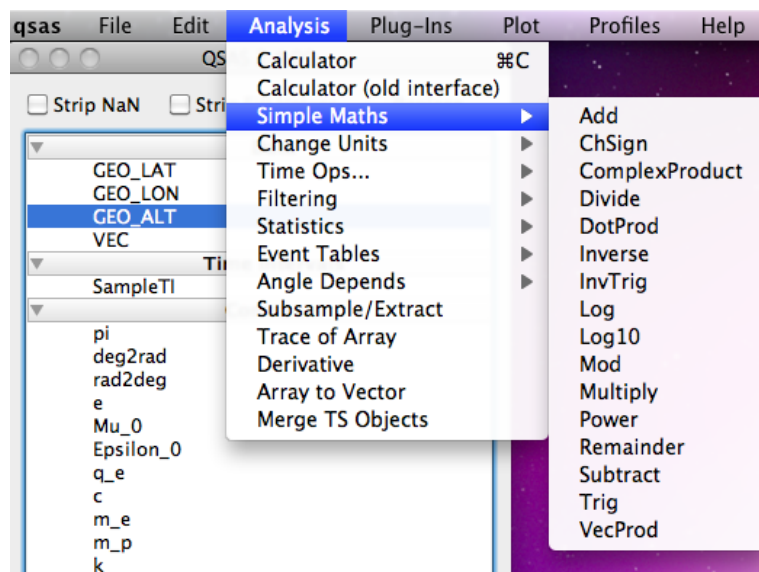 qsas File Edit Analysis Plug-Ins Plot Profiles Help
QS
Strip NaN Stri
GEO_LAT
GEO_LON
GEO_ALT
VEC
Ti
SampleTI
pi
deg2rad
rad2deg
e
Mu_0
Epsilon_0
q_e
c
m_e
m_p
k
Calculator ⌘C
Calculator (old interface)
Simple Maths
Change Units
Time Ops...
Filtering
Statistics
Event Tables
Angle Depends
Subsample/Extract
Trace of Array
Derivative
Array to Vector
Merge TS Objects
Add
ChSign
ComplexProduct
Divide
DotProd
Inverse
InvTrig
Log
Log10
Mod
Multiply
Power
Remainder
Subtract
Trig
VecProd